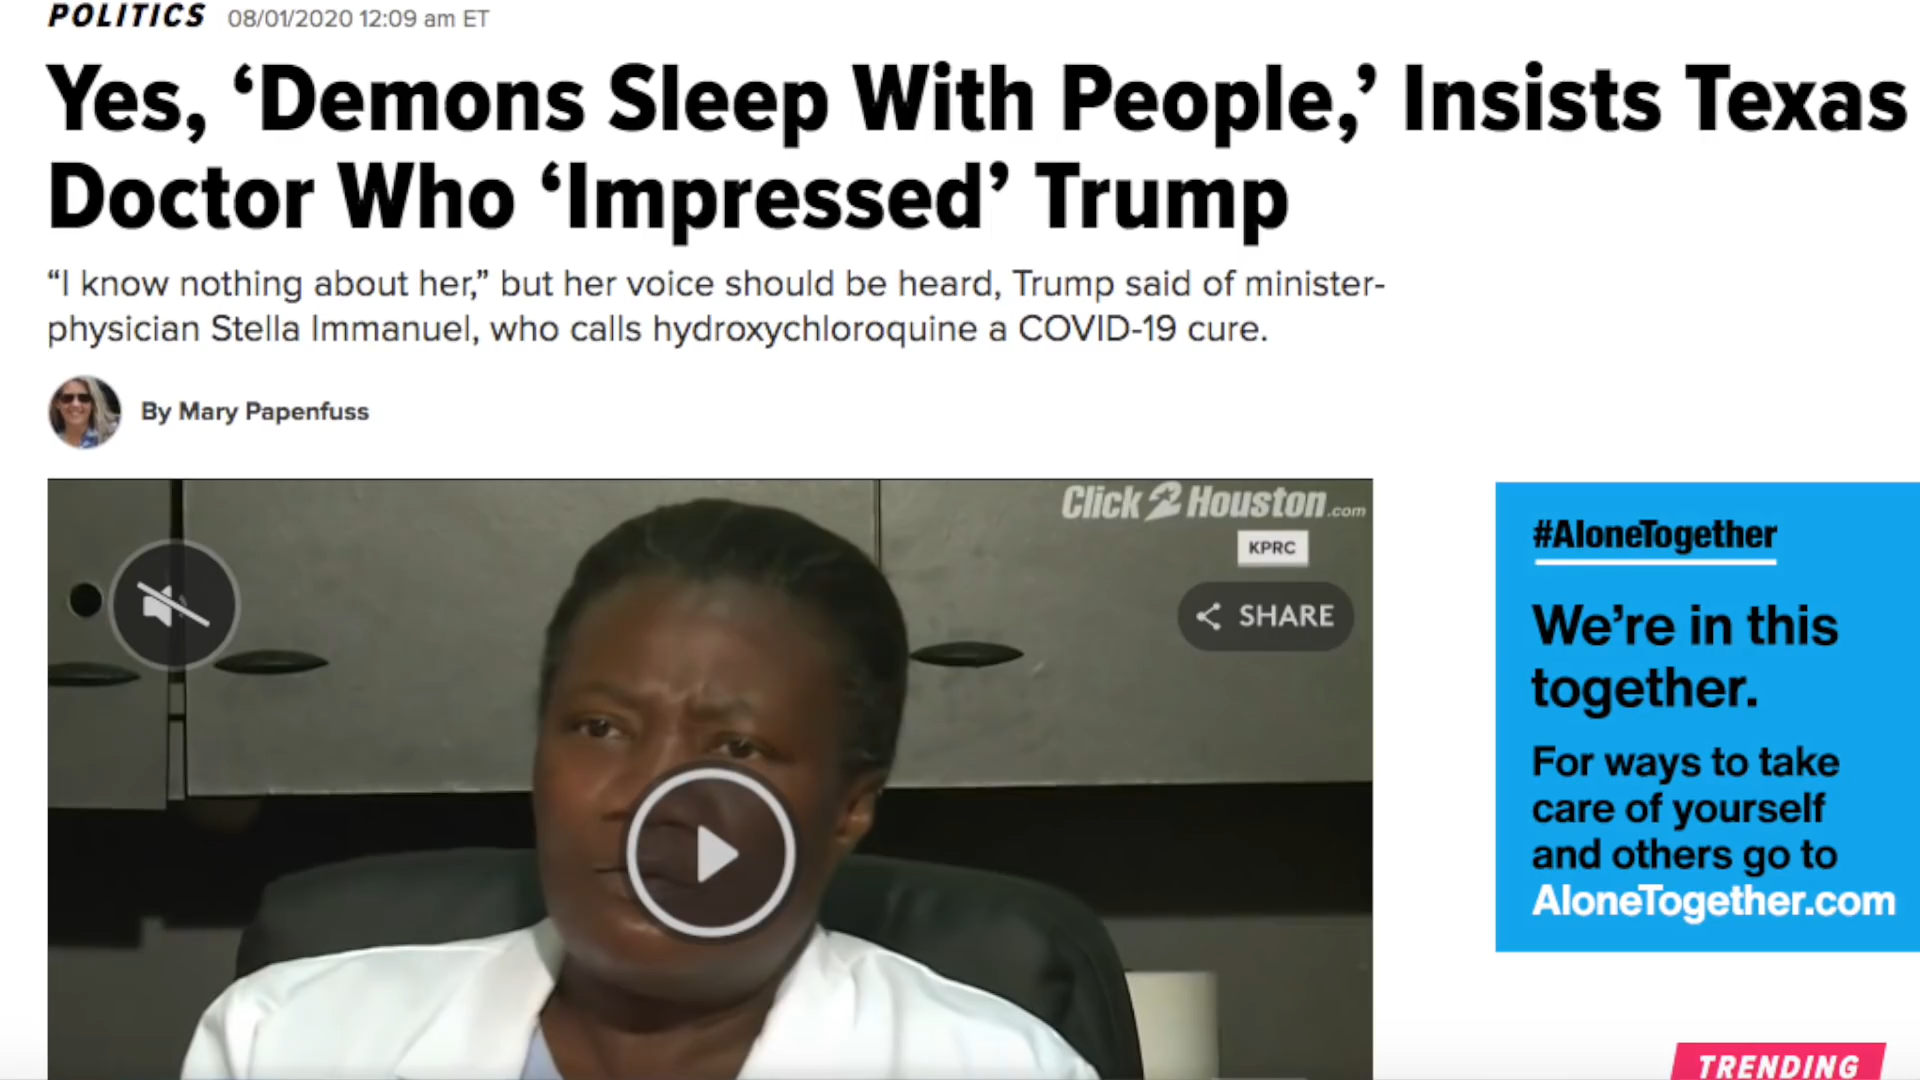 POLITICS 08/01/2020 12:09 am ET
Yes, ‘Demons Sleep With People,’ Insists Texas
Doctor Who ‘Impressed’ Trump
“I know nothing about her,” but her voice should be heard, Trump said of minister-
physician Stella Immanuel, who calls hydroxychloroquine a COVID-19 cure.
By Mary Papenfuss
Click2Houston.com
KPRC
SHARE
#AloneTogether
We’re in this
together.
For ways to take
care of yourself
and others go to
AloneTogether.com
TRENDING